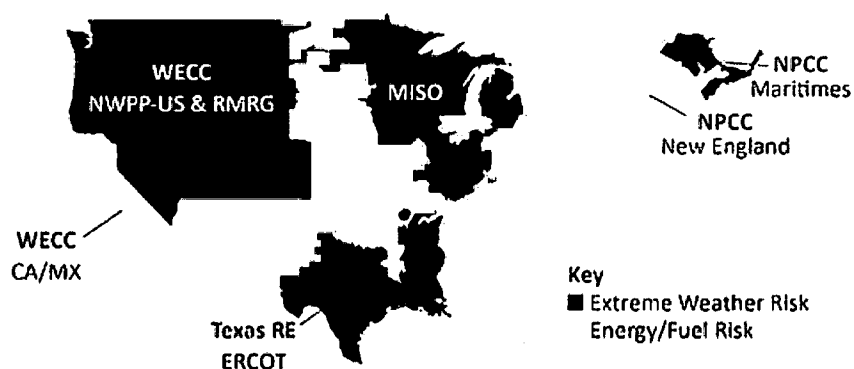 WECC
NWPP-US & RMRG
MISO
NPCC
Maritimes
NPCC
New England
WECC
CA/MX
Texas RE
ERCOT
Key
Extreme Weather Risk
Energy/Fuel Risk